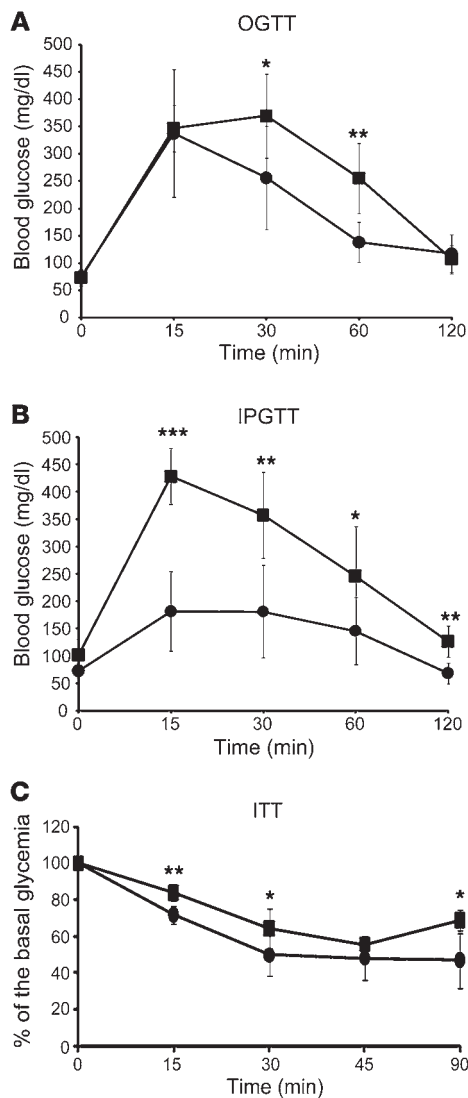 A
OGTT
*
**
500
450
400
350
300
250
200
150
100
50
0
Blood glucose (mg/dl)
0 15 30 60 120
Time (min)
B
IPGTT
***
**
*
**
500
450
400
350
300
250
200
150
100
50
0
Blood glucose (mg/dl)
0 15 30 60 120
Time (min)
C
ITT
**
*
*
120
100
80
60
40
20
0
% of the basal glycemia
0 15 30 45 90
Time (min)